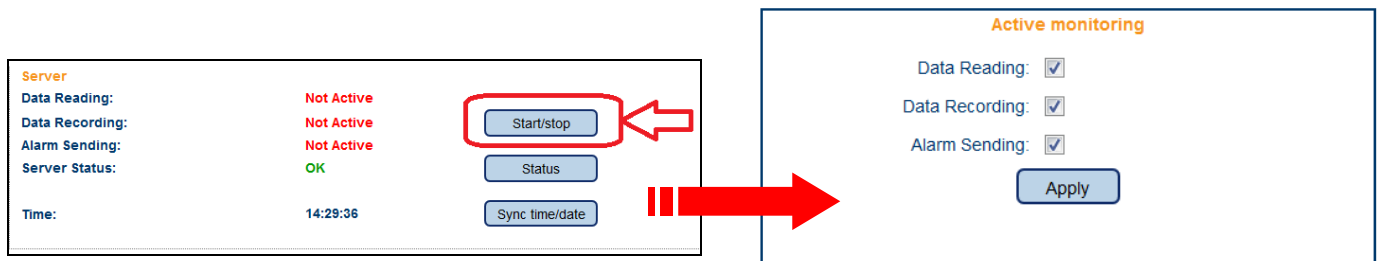 Server
Data Reading: Not Active
Data Recording: Not Active
Start/stop
Alarm Sending: Not Active
Server Status: OK
Status
Time: 14:29:36
Sync time/date
Active monitoring
Data Reading:
Data Recording:
Alarm Sending:
Apply